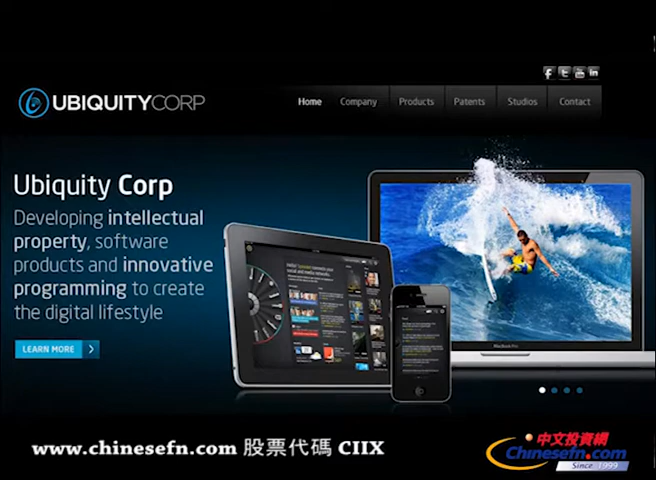 UBIQUITYCORP
Home Company Products Patents Studios Contact
Ubiquity Corp
Developing intellectual
property, software
products and innovative
programming to create
the digital lifestyle
LEARN MORE
MacBook Pro
www.chinesefn.com 股票代碼 CIIX
中文投資網
Chinesefn.com
Since 1999